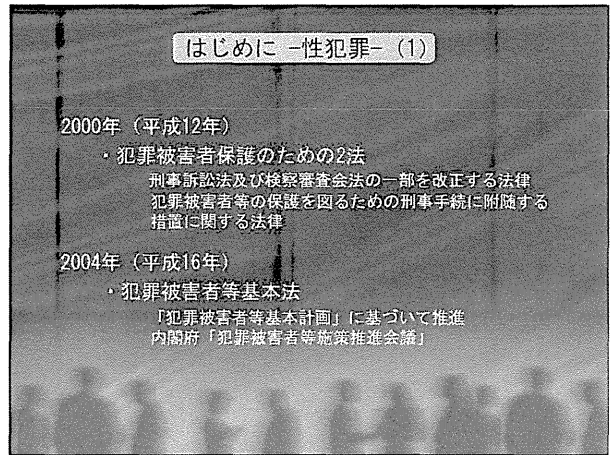 はじめに -性犯罪- (1)
2000年（平成12年）
・犯罪被害者保護のための2法
刑事訴訟法及び検察審査会法の一部を改正する法律
犯罪被害者等の保護を図るための刑事手続に附随する
措置に関する法律
2004年（平成16年）
・犯罪被害者等基本法
「犯罪被害者等基本計画」に基づいて推進
内閣府「犯罪被害者等施策推進会議」